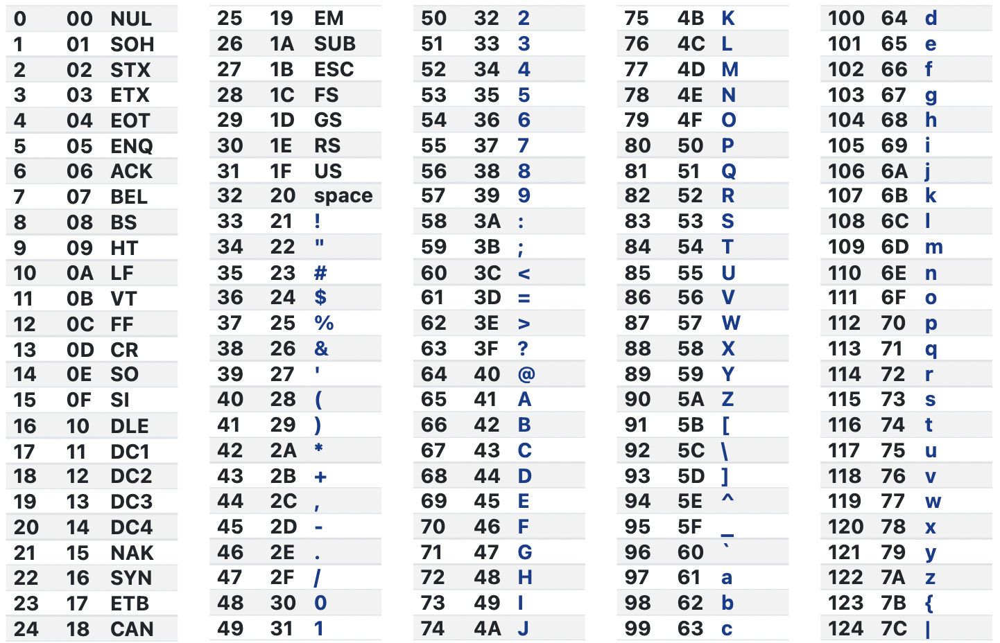 0 00 NUL
1 01 SOH
2 02 STX
3 03 ETX
4 04 EOT
5 05 ENQ
6 06 ACK
7 07 BEL
8 08 BS
9 09 HT
10 0A LF
11 0B VT
12 0C FF
13 0D CR
14 0E SO
15 0F SI
16 10 DLE
17 11 DC1
18 12 DC2
19 13 DC3
20 14 DC4
21 15 NAK
22 16 SYN
23 17 ETB
24 18 CAN
25 19 EM
26 1A SUB
27 1B ESC
28 1C FS
29 1D GS
30 1E RS
31 1F US
32 20 space
33 21 !
34 22 "
35 23 #
36 24 $
37 25 %
38 26 &
39 27 '
40 28 (
41 29 )
42 2A *
43 2B +
44 2C ,
45 2D -
46 2E .
47 2F /
48 30 0
49 31 1
50 32 2
51 33 3
52 34 4
53 35 5
54 36 6
55 37 7
56 38 8
57 39 9
58 3A :
59 3B ;
60 3C <
61 3D =
62 3E >
63 3F ?
64 40 @
65 41 A
66 42 B
67 43 C
68 44 D
69 45 E
70 46 F
71 47 G
72 48 H
73 49 I
74 4A J
75 4B K
76 4C L
77 4D M
78 4E N
79 4F O
80 50 P
81 51 Q
82 52 R
83 53 S
84 54 T
85 55 U
86 56 V
87 57 W
88 58 X
89 59 Y
90 5A Z
91 5B [
92 5C \
93 5D ]
94 5E ^
95 5F _
96 60 `
97 61 a
98 62 b
99 63 c
100 64 d
101 65 e
102 66 f
103 67 g
104 68 h
105 69 i
106 6A j
107 6B k
108 6C l
109 6D m
110 6E n
111 6F o
112 70 p
113 71 q
114 72 r
115 73 s
116 74 t
117 75 u
118 76 v
119 77 w
120 78 x
121 79 y
122 7A z
123 7B {
124 7C |